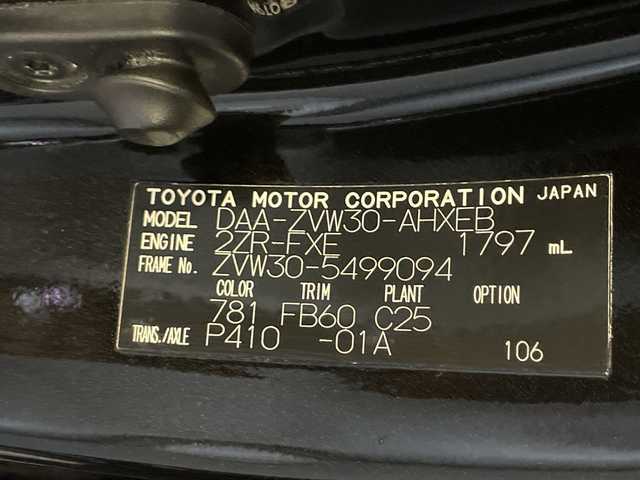 TOYOTA MOTOR CORPORATION JAPAN
MODEL DAA-ZVW30-AHXEB
ENGINE 2ZR-FXE 1797 mL
FRAME No. ZVW30-5499094
COLOR TRIM PLANT OPTION
781 FB60 C25
TRANS./AXLE P410 -01A 106